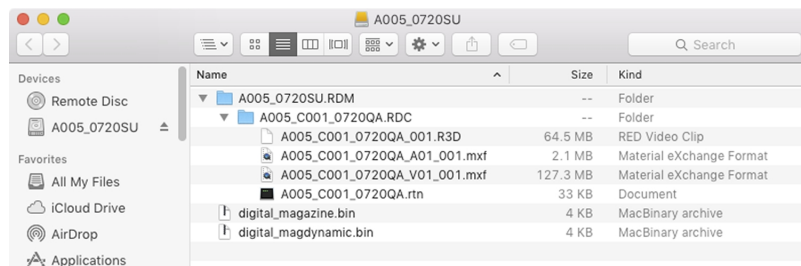 A005_0720SU
Search
Devices
Remote Disc
A005_0720SU
Favorites
All My Files
iCloud Drive
AirDrop
Applications
Name Size Kind
A005_0720SU.RDM -- Folder
A005_C001_0720QA.RDC -- Folder
A005_C001_0720QA_001.R3D 64.5 MB RED Video Clip
A005_C001_0720QA_A01_001.mxf 2.1 MB Material eXchange Format
A005_C001_0720QA_V01_001.mxf 127.3 MB Material eXchange Format
A005_C001_0720QA.rtn 33 KB Document
digital_magazine.bin 4 KB MacBinary archive
digital_magdynamic.bin 4 KB MacBinary archive